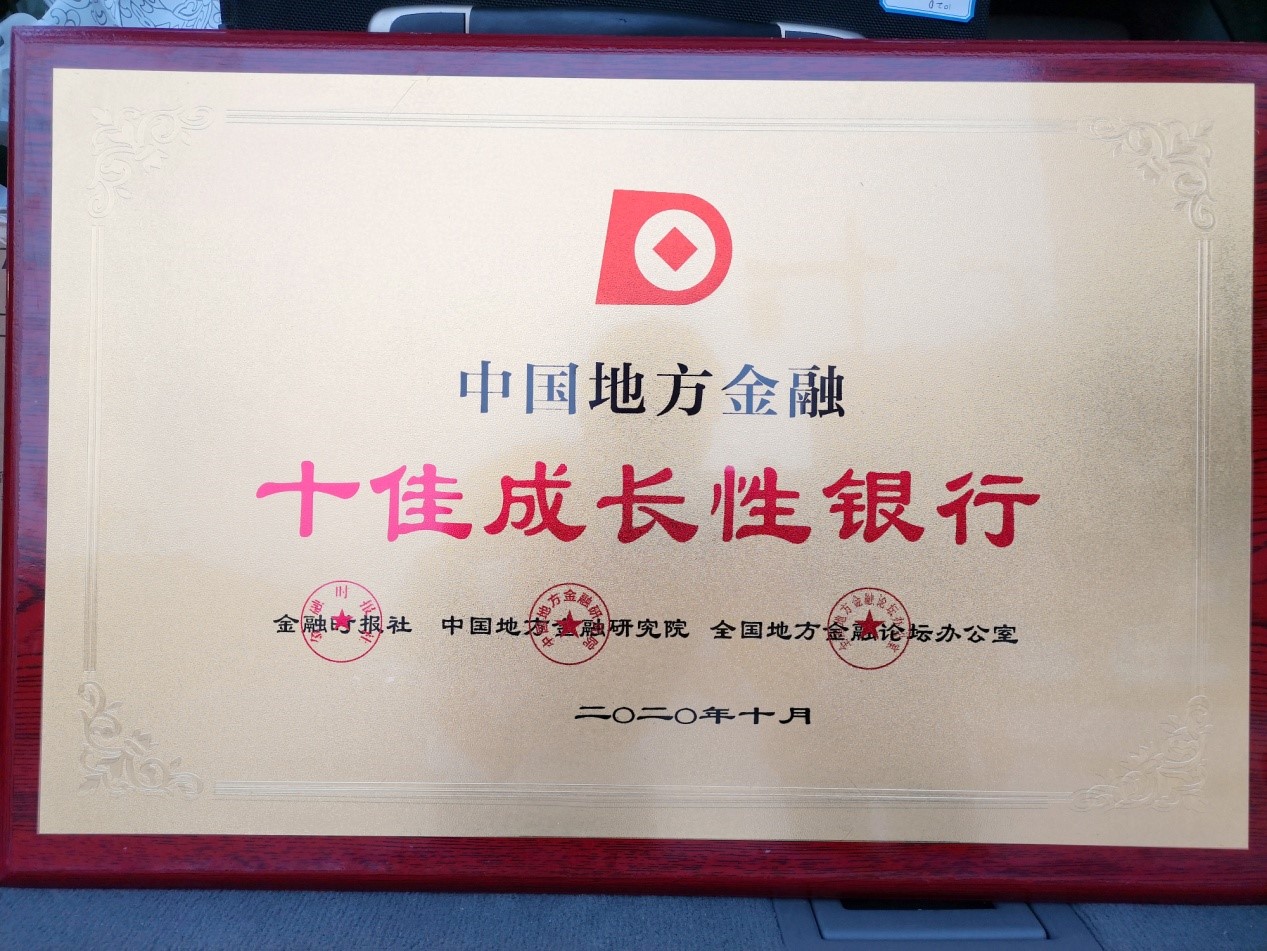 中国地方金融
十佳成长性银行
金融时报社 中国地方金融研究院 全国地方金融论坛办公室
二〇二〇年十月